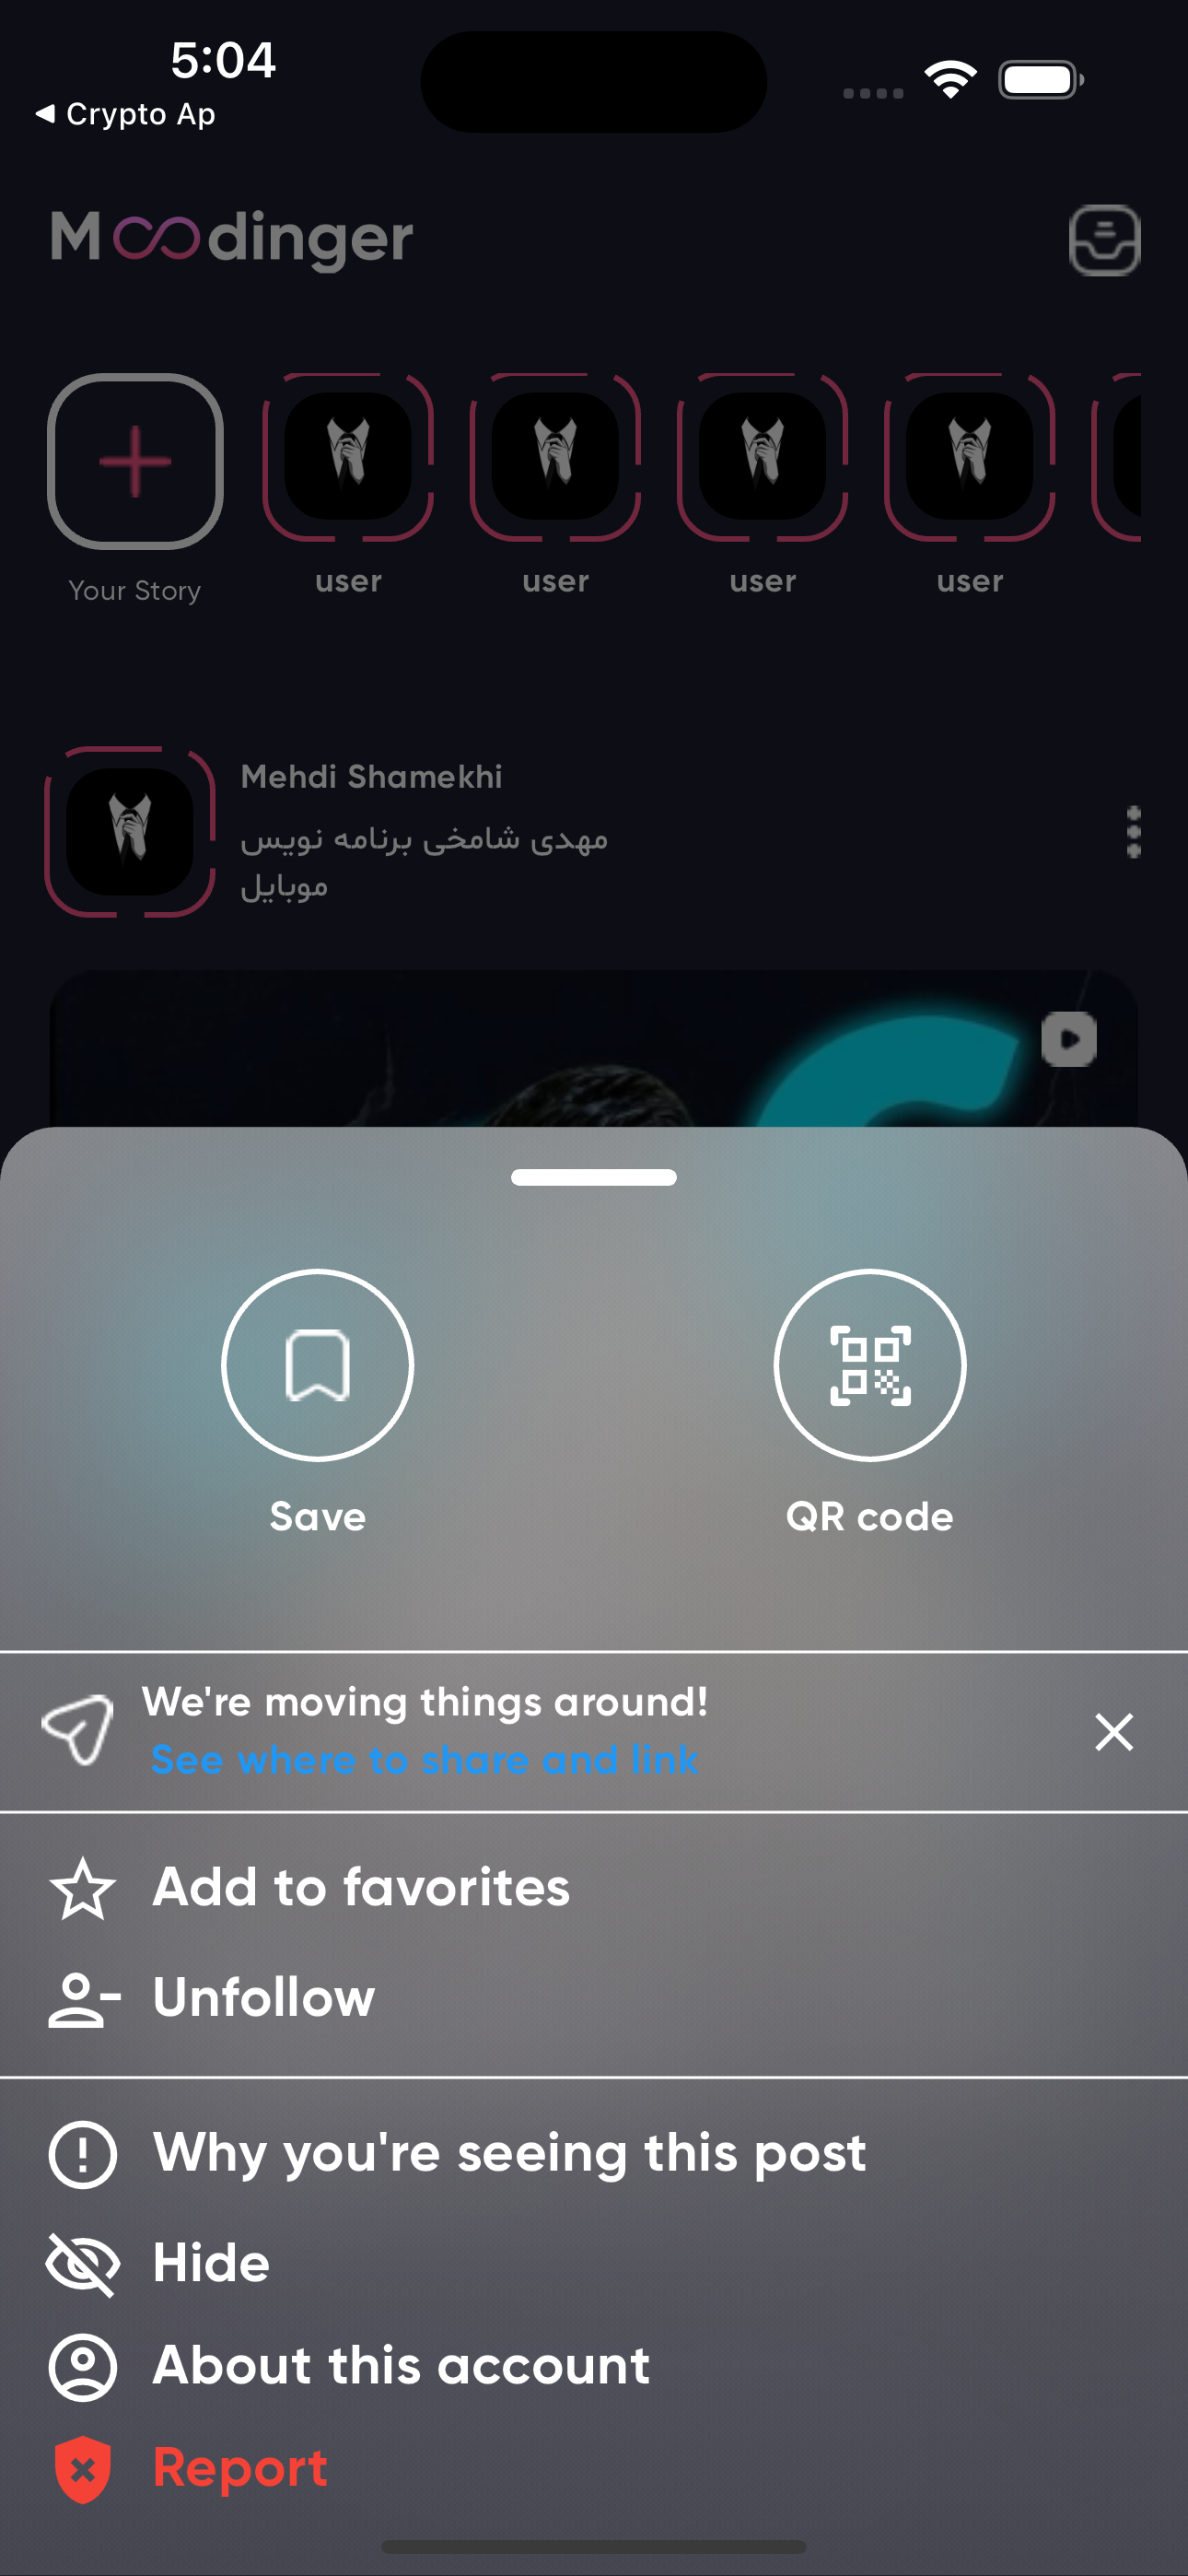 5:04
Crypto Ap
Moodinger
Your Story
user
user
user
user
Mehdi Shamekhi
مهدی شامخی برنامه نویس
موبایل
Save
QR code
We're moving things around!
See where to share and link
Add to favorites
Unfollow
Why you're seeing this post
Hide
About this account
Report